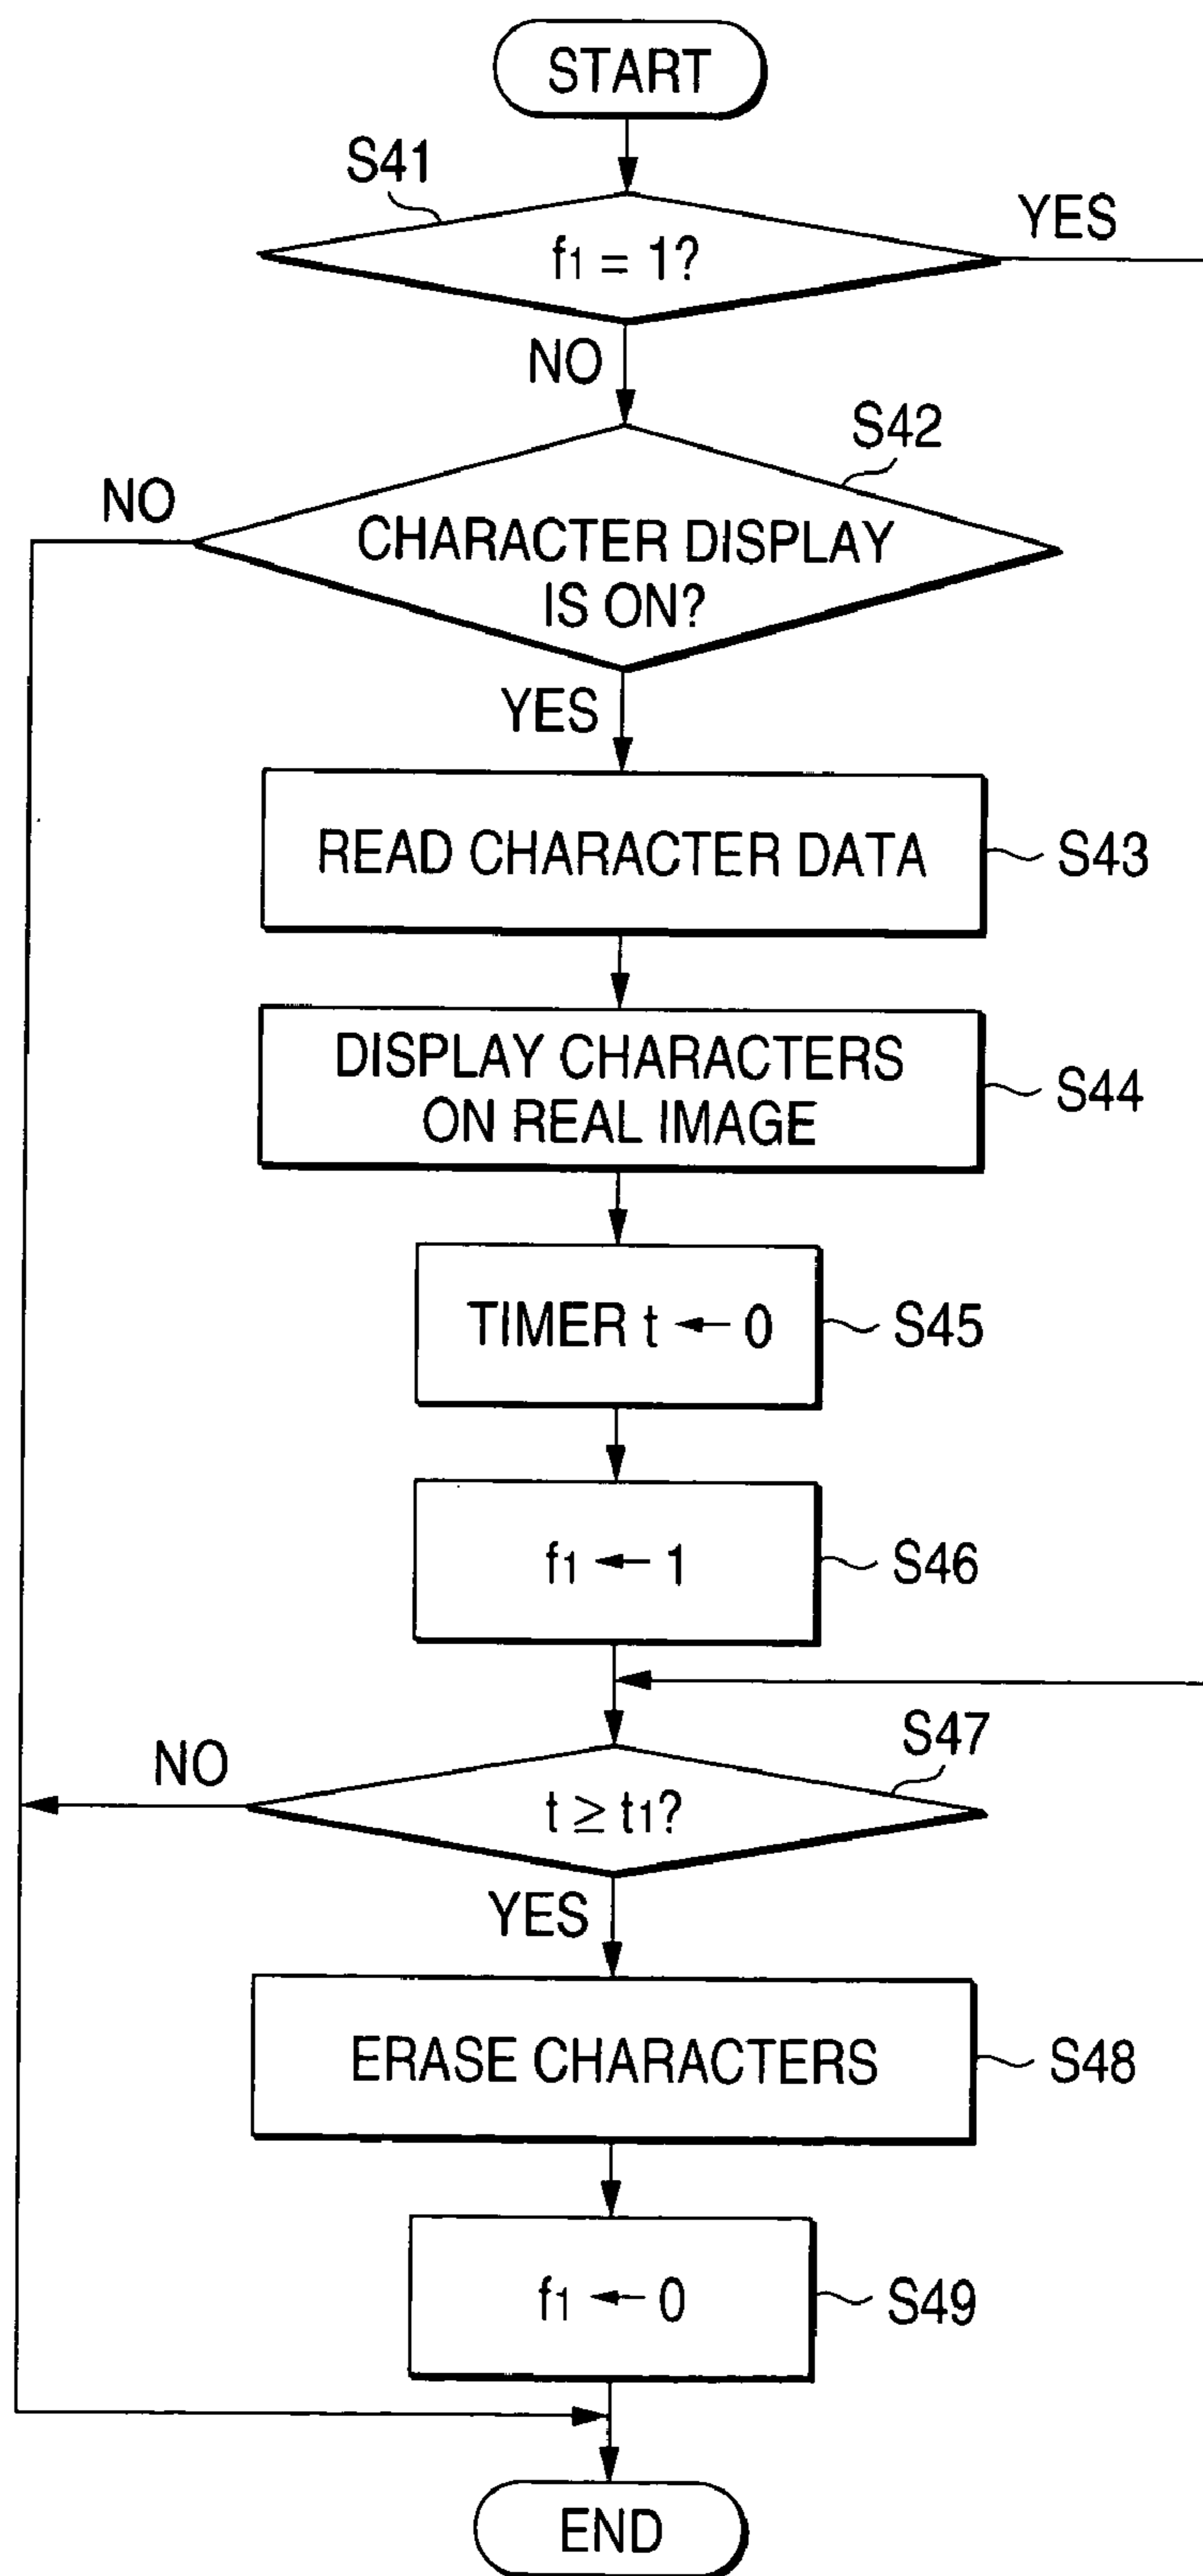 START
S41
YES
f1 = 1?
NO
S42
NO
CHARACTER DISPLAY
IS ON?
YES
READ CHARACTER DATA
S43
DISPLAY CHARACTERS
ON REAL IMAGE
S44
TIMER t ← 0
S45
f1 ← 1
S46
S47
NO
t ≥ t1?
YES
ERASE CHARACTERS
S48
f1 ← 0
S49
END